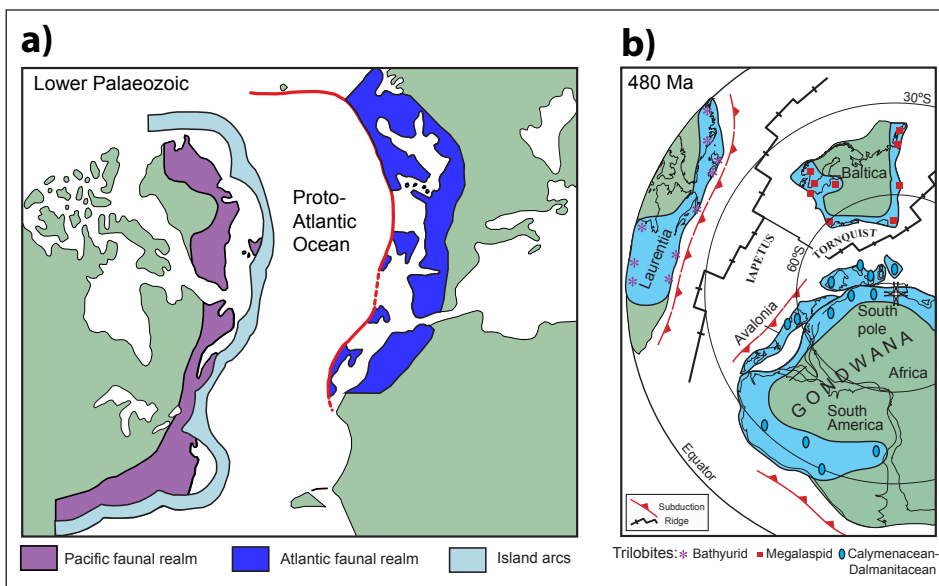 a)
Lower Palaeozoic
Proto-
Atlantic
Ocean
Pacific faunal realm
Atlantic faunal realm
Island arcs
b)
480 Ma
30°S
Baltica
Laurentia
IAPETUS
60°S
TORNQUIST
Avalonia
South
pole
GONDWANA
Africa
South
America
Equator
Subduction
Ridge
Trilobites: * Bathyurid Megalaspid Calymenacean-
Dalmanitacean